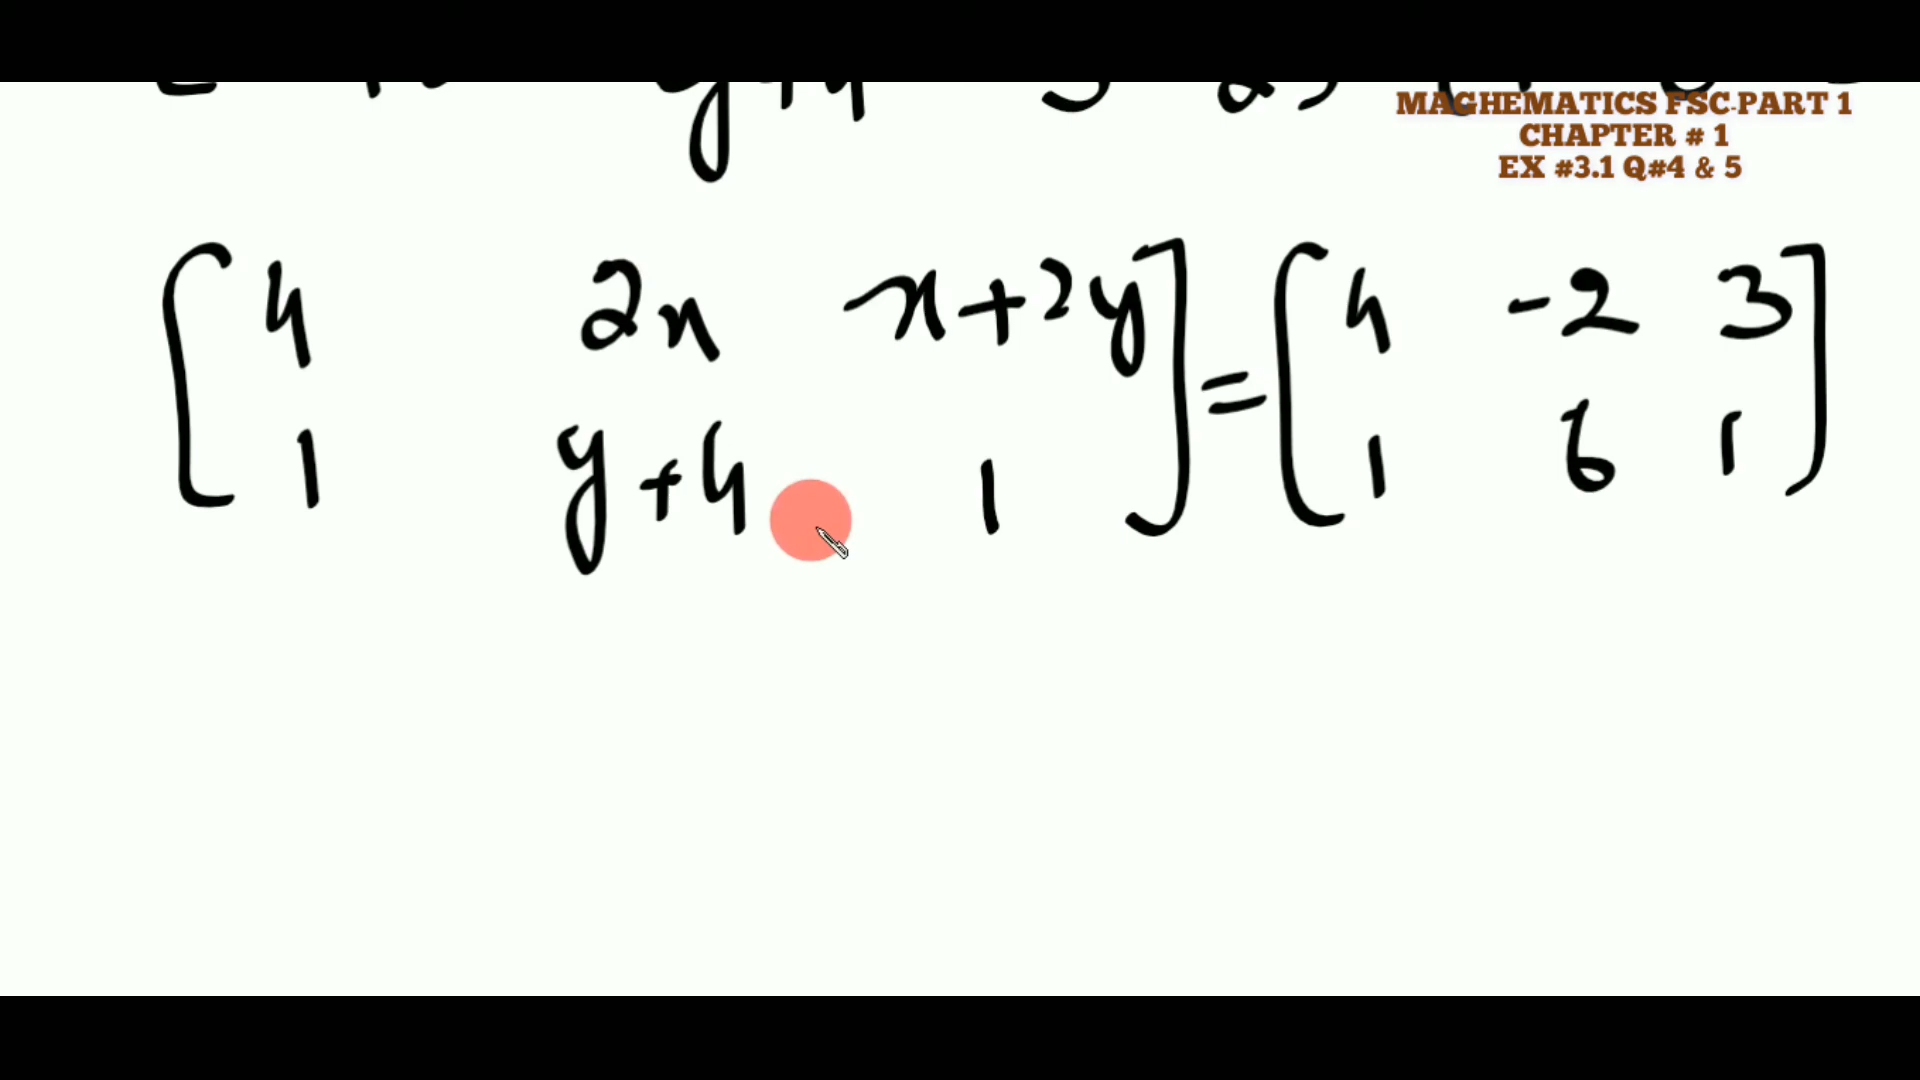 MAGHEMATICS FSC-PART 1
CHAPTER # 1
EX #3.1 Q#4 & 5
[4 2x x+2y] = [4 -2 3]
[1 y+4 1] [1 6 1]